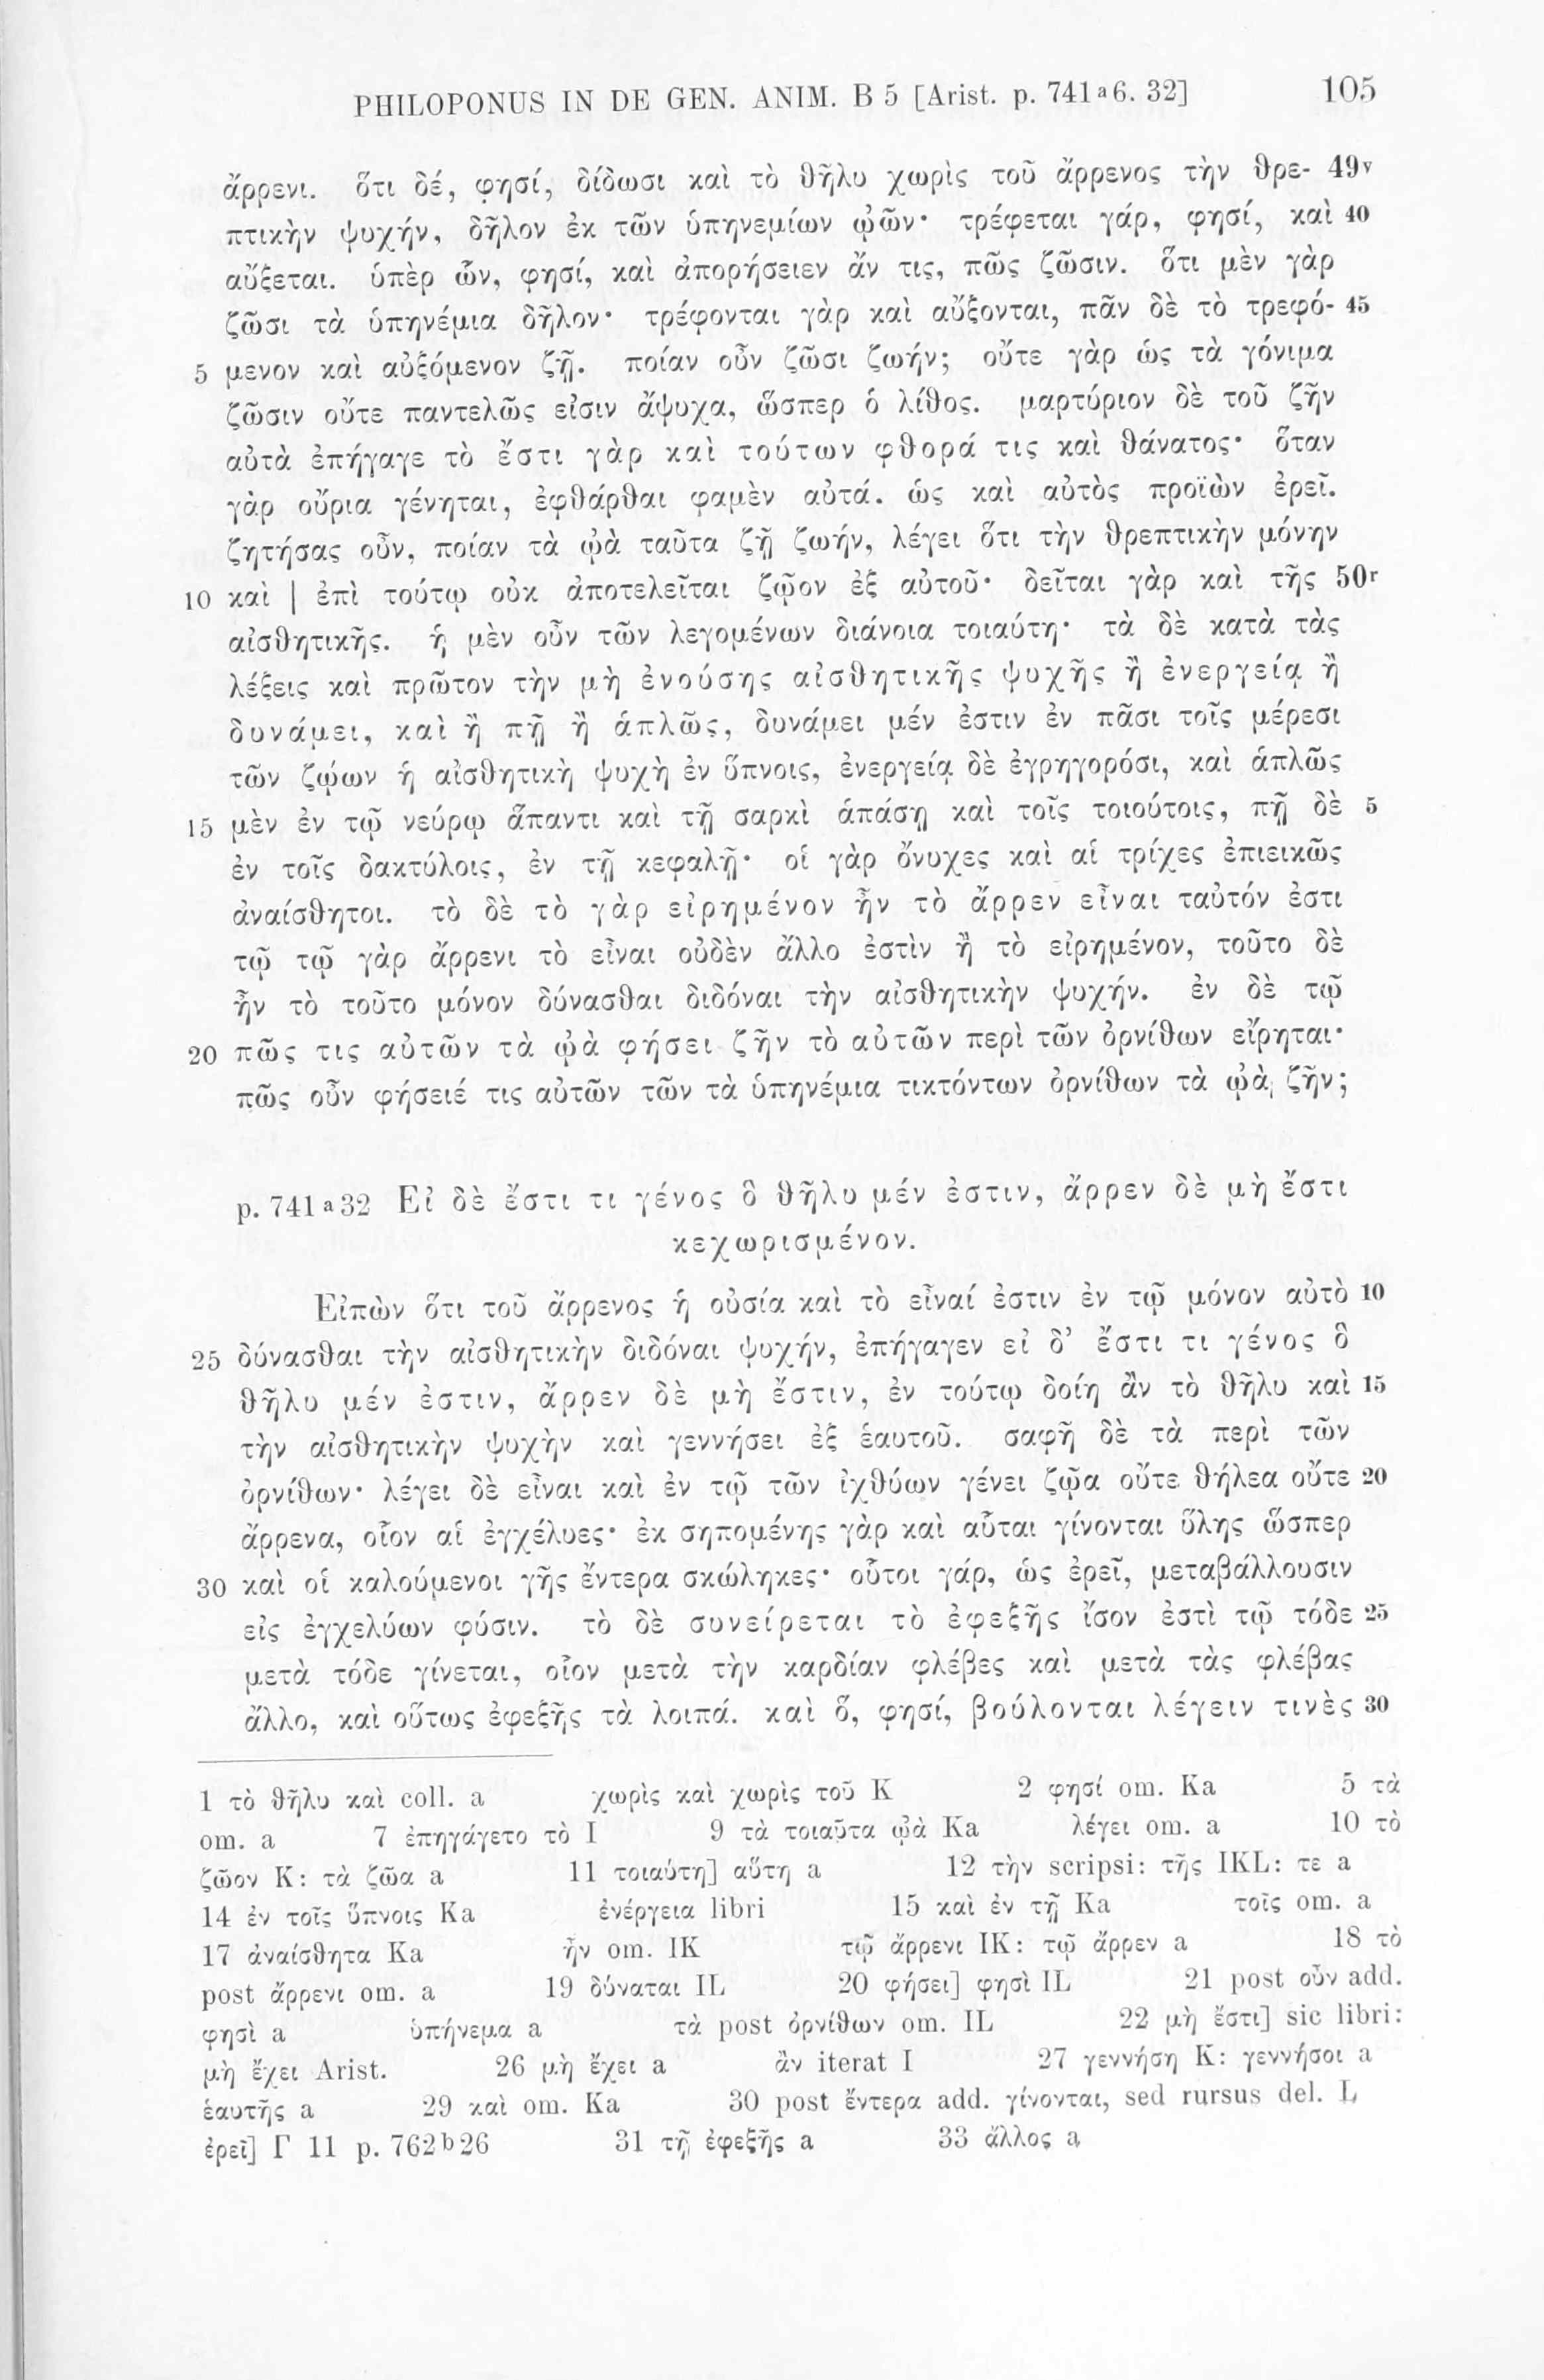 PHILOPONUS IN DE GEN. ANIM. B 5 [Arist. p. 741 a 6. 32] 105
ἄρρενι. ὅτι δέ, φησί, δίδωσι καὶ τὸ θῆλυ χωρὶς τοῦ ἄρρενος τὴν θρε- 49v
πτικὴν ψυχήν, δῆλον ἐκ τῶν ὑπηνεμίων ᾠῶν· τρέφεται γάρ, φησί, καὶ 40
αὔξεται. ὑπὲρ ὧν, φησί, καὶ ἀπορήσειεν ἄν τις, πῶς ζῶσιν. ὅτι μὲν γὰρ
ζῶσι τὰ ὑπηνέμια δῆλον· τρέφονται γὰρ καὶ αὔξονται, πᾶν δὲ τὸ τρεφό- 45
5 μενον καὶ αὐξόμενον ζῇ. ποίαν οὖν ζῶσι ζωήν; οὔτε γὰρ ὡς τὰ γόνιμα
ζῶσιν οὔτε παντελῶς εἰσιν ἄψυχα, ὥσπερ ὁ λίθος. μαρτύριον δὲ τοῦ ζῆν
αὐτὰ ἐπήγαγε τὸ ἔστι γὰρ καὶ τούτων φθορά τις καὶ θάνατος· ὅταν
γὰρ οὔρια γένηται, ἐφθάρθαι φαμὲν αὐτά. ὡς καὶ αὐτὸς προϊὼν ἐρεῖ.
ζητήσας οὖν, ποίαν τὰ ᾠὰ ταῦτα ζῇ ζωήν, λέγει ὅτι τὴν θρεπτικὴν μόνην
10 καὶ | ἐπὶ τούτῳ οὐκ ἀποτελεῖται ζῷον ἐξ αὐτοῦ· δεῖται γὰρ καὶ τῆς 50r
αἰσθητικῆς. ἡ μὲν οὖν τῶν λεγομένων διάνοια τοιαύτη· τὰ δὲ κατὰ τὰς
λέξεις καὶ πρῶτον τὴν μὴ ἐνούσης αἰσθητικῆς ψυχῆς ἢ ἐνεργείᾳ ἢ
δυνάμει, καὶ ἢ πῇ ἢ ἁπλῶς, δυνάμει μέν ἐστιν ἐν πᾶσι τοῖς μέρεσι
τῶν ζῴων ἡ αἰσθητικὴ ψυχὴ ἐν ὕπνοις, ἐνεργείᾳ δὲ ἐγρηγορόσι, καὶ ἁπλῶς
15 μὲν ἐν τῷ νεύρῳ ἅπαντι καὶ τῇ σαρκὶ ἁπάσῃ καὶ τοῖς τοιούτοις, πῇ δὲ 5
ἐν τοῖς δακτύλοις, ἐν τῇ κεφαλῇ· οἱ γὰρ ὄνυχες καὶ αἱ τρίχες ἐπιεικῶς
ἀναίσθητοι. τὸ δὲ τὸ γὰρ εἰρημένον ἦν τὸ ἄρρεν εἶναι ταὐτόν ἐστι
τῷ τῷ γὰρ ἄρρενι τὸ εἶναι οὐδὲν ἄλλο ἐστὶν ἢ τὸ εἰρημένον, τοῦτο δὲ
ἦν τὸ τοῦτο μόνον δύνασθαι διδόναι τὴν αἰσθητικὴν ψυχήν. ἐν δὲ τῷ
20 πῶς τις αὐτῶν τὰ ᾠὰ φήσει ζῆν τὸ αὐτῶν περὶ τῶν ὀρνίθων εἴρηται·
πῶς οὖν φήσειέ τις αὐτῶν τῶν τὰ ὑπηνέμια τικτόντων ὀρνίθων τὰ ᾠὰ ζῆν;
p. 741 a 32 Εἰ δὲ ἔστι τι γένος ὃ θῆλυ μέν ἐστιν, ἄρρεν δὲ μὴ ἔστι
κεχωρισμένον.
Εἰπὼν ὅτι τοῦ ἄρρενος ἡ οὐσία καὶ τὸ εἶναί ἐστιν ἐν τῷ μόνον αὐτὸ 10
25 δύνασθαι τὴν αἰσθητικὴν διδόναι ψυχήν, ἐπήγαγεν εἰ δ’ ἔστι τι γένος ὃ
θῆλυ μέν ἐστιν, ἄρρεν δὲ μὴ ἔστιν, ἐν τούτῳ δοίη ἂν τὸ θῆλυ καὶ 15
τὴν αἰσθητικὴν ψυχὴν καὶ γεννήσει ἐξ ἑαυτοῦ. σαφῆ δὲ τὰ περὶ τῶν
ὀρνίθων· λέγει δὲ εἶναι καὶ ἐν τῷ τῶν ἰχθύων γένει ζῷα οὔτε θήλεα οὔτε 20
ἄρρενα, οἷον αἱ ἐγχέλυες· ἐκ σηπομένης γὰρ καὶ αὗται γίνονται ὕλης ὥσπερ
30 καὶ οἱ καλούμενοι γῆς ἔντερα σκώληκες· οὗτοι γάρ, ὡς ἐρεῖ, μεταβάλλουσιν
εἰς ἐγχελύων φύσιν. τὸ δὲ συνείρεται τὸ ἐφεξῆς ἴσον ἐστὶ τῷ τόδε 25
μετὰ τόδε γίνεται, οἷον μετὰ τὴν καρδίαν φλέβες καὶ μετὰ τὰς φλέβας
ἄλλο, καὶ οὕτως ἐφεξῆς τὰ λοιπά. καὶ ὅ, φησί, βούλονται λέγειν τινὲς 30
1 τὸ θῆλυ καὶ coll. a χωρὶς καὶ χωρὶς τοῦ K 2 φησί om. Ka 5 τὰ
om. a 7 ἐπηγάγετο τὸ I 9 τὰ τοιαῦτα ᾠὰ Ka λέγει om. a 10 τὸ
ζῶον K: τὰ ζῶα a 11 τοιαύτη] αὕτη a 12 τὴν scripsi: τῆς IKL: τε a
14 ἐν τοῖς ὕπνοις Ka ἐνέργεια libri 15 καὶ ἐν τῇ Ka τοῖς om. a
17 ἀναίσθητα Ka ἦν om. IK τῷ ἄρρενι IK: τῷ ἄρρεν a 18 τὸ
post ἄρρενι om. a 19 δύναται IL 20 φήσει] φησὶ IL 21 post οὖν add.
φησὶ a ὑπήνεμα a τὰ post ὀρνίθων om. IL 22 μὴ ἔστι] sic libri:
μὴ ἔχει Arist. 26 μὴ ἔχει a ἂν iterat I 27 γεννήση K: γεννήσοι a
ἑαυτῆς a 29 καὶ om. Ka 30 post ἔντερα add. γίνονται, sed rursus del. L
ἐρεῖ] Γ 11 p. 762 b 26 31 τῇ ἐφεξῆς a 33 ἄλλος a